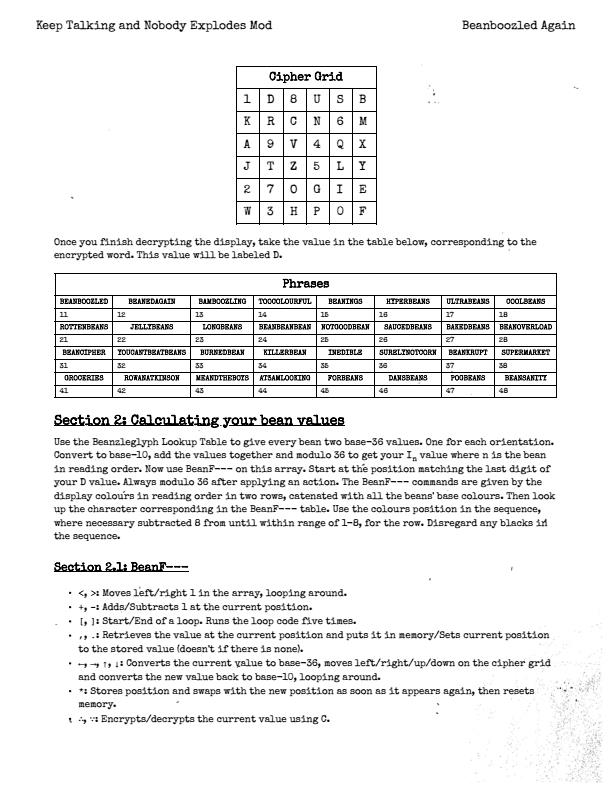 Keep Talking and Nobody Explodes Mod Beanboozled Again
Cipher Grid
1 D 8 U S B
K R C N 6 M
A 9 V 4 Q X
J T Z 5 L Y
2 7 O G I E
W 3 H P 0 F
Once you finish decrypting the display, take the value in the table below, corresponding to the
encrypted word. This value will be labeled D.
Phrases
BEANBOOZLED BEANEDAGAIN BAMBOOZLING TOOCOLOURFUL BEANINGS HYPERBEANS ULTRABEANS COOLBEANS
11 12 13 14 15 16 17 18
ROTTENBEANS JELLYBEANS LONGBEANS BEANBEANBEAN NOTGOODBEAN SAUCEDBEANS BAKEDBEANS BEANOVERLOAD
21 22 23 24 25 26 27 28
BEANCIPHER YOUCANTBEATBEANS BURNEDBEAN KILLERBEAN INEDIBLE SURELYNOTCORN BEANKRUPT SUPERMARKET
31 32 33 34 35 36 37 38
GROCERIES ROWANATKINSON MEANDTHEBOYS ATSAMLOOKING FORBEANS DANSBEANS POGBEANS BEANSANITY
41 42 43 44 45 46 47 48
Section 2: Calculating your bean values
Use the Beanzleglyph Lookup Table to give every bean two base-36 values. One for each orientation.
Convert to base-10, add the values together and modulo 36 to get your In value where n is the bean
in reading order. Now use BeanF--- on this array. Start at the position matching the last digit of
your D value. Always modulo 36 after applying an action. The BeanF--- commands are given by the
display colours in reading order in two rows, catenated with all the beans' base colours. Then look
up the character corresponding in the BeanF--- table. Use the colours position in the sequence,
where necessary subtracted 8 from until within range of 1-8, for the row. Disregard any blacks in
the sequence.
Section 2.1: BeanF---
• <, >: Moves left/right 1 in the array, looping around.
• +, -: Adds/Subtracts 1 at the current position.
• [, ]: Start/End of a loop. Runs the loop code five times.
• ,, .: Retrieves the value at the current position and puts it in memory/Sets current position
to the stored value (doesn't if there is none).
• ←, →, ↑, ↓: Converts the current value to base-36, moves left/right/up/down on the cipher grid
and converts the new value back to base-10, looping around.
• *: Stores position and swaps with the new position as soon as it appears again, then resets
memory.
• ∴, ∵: Encrypts/decrypts the current value using C.